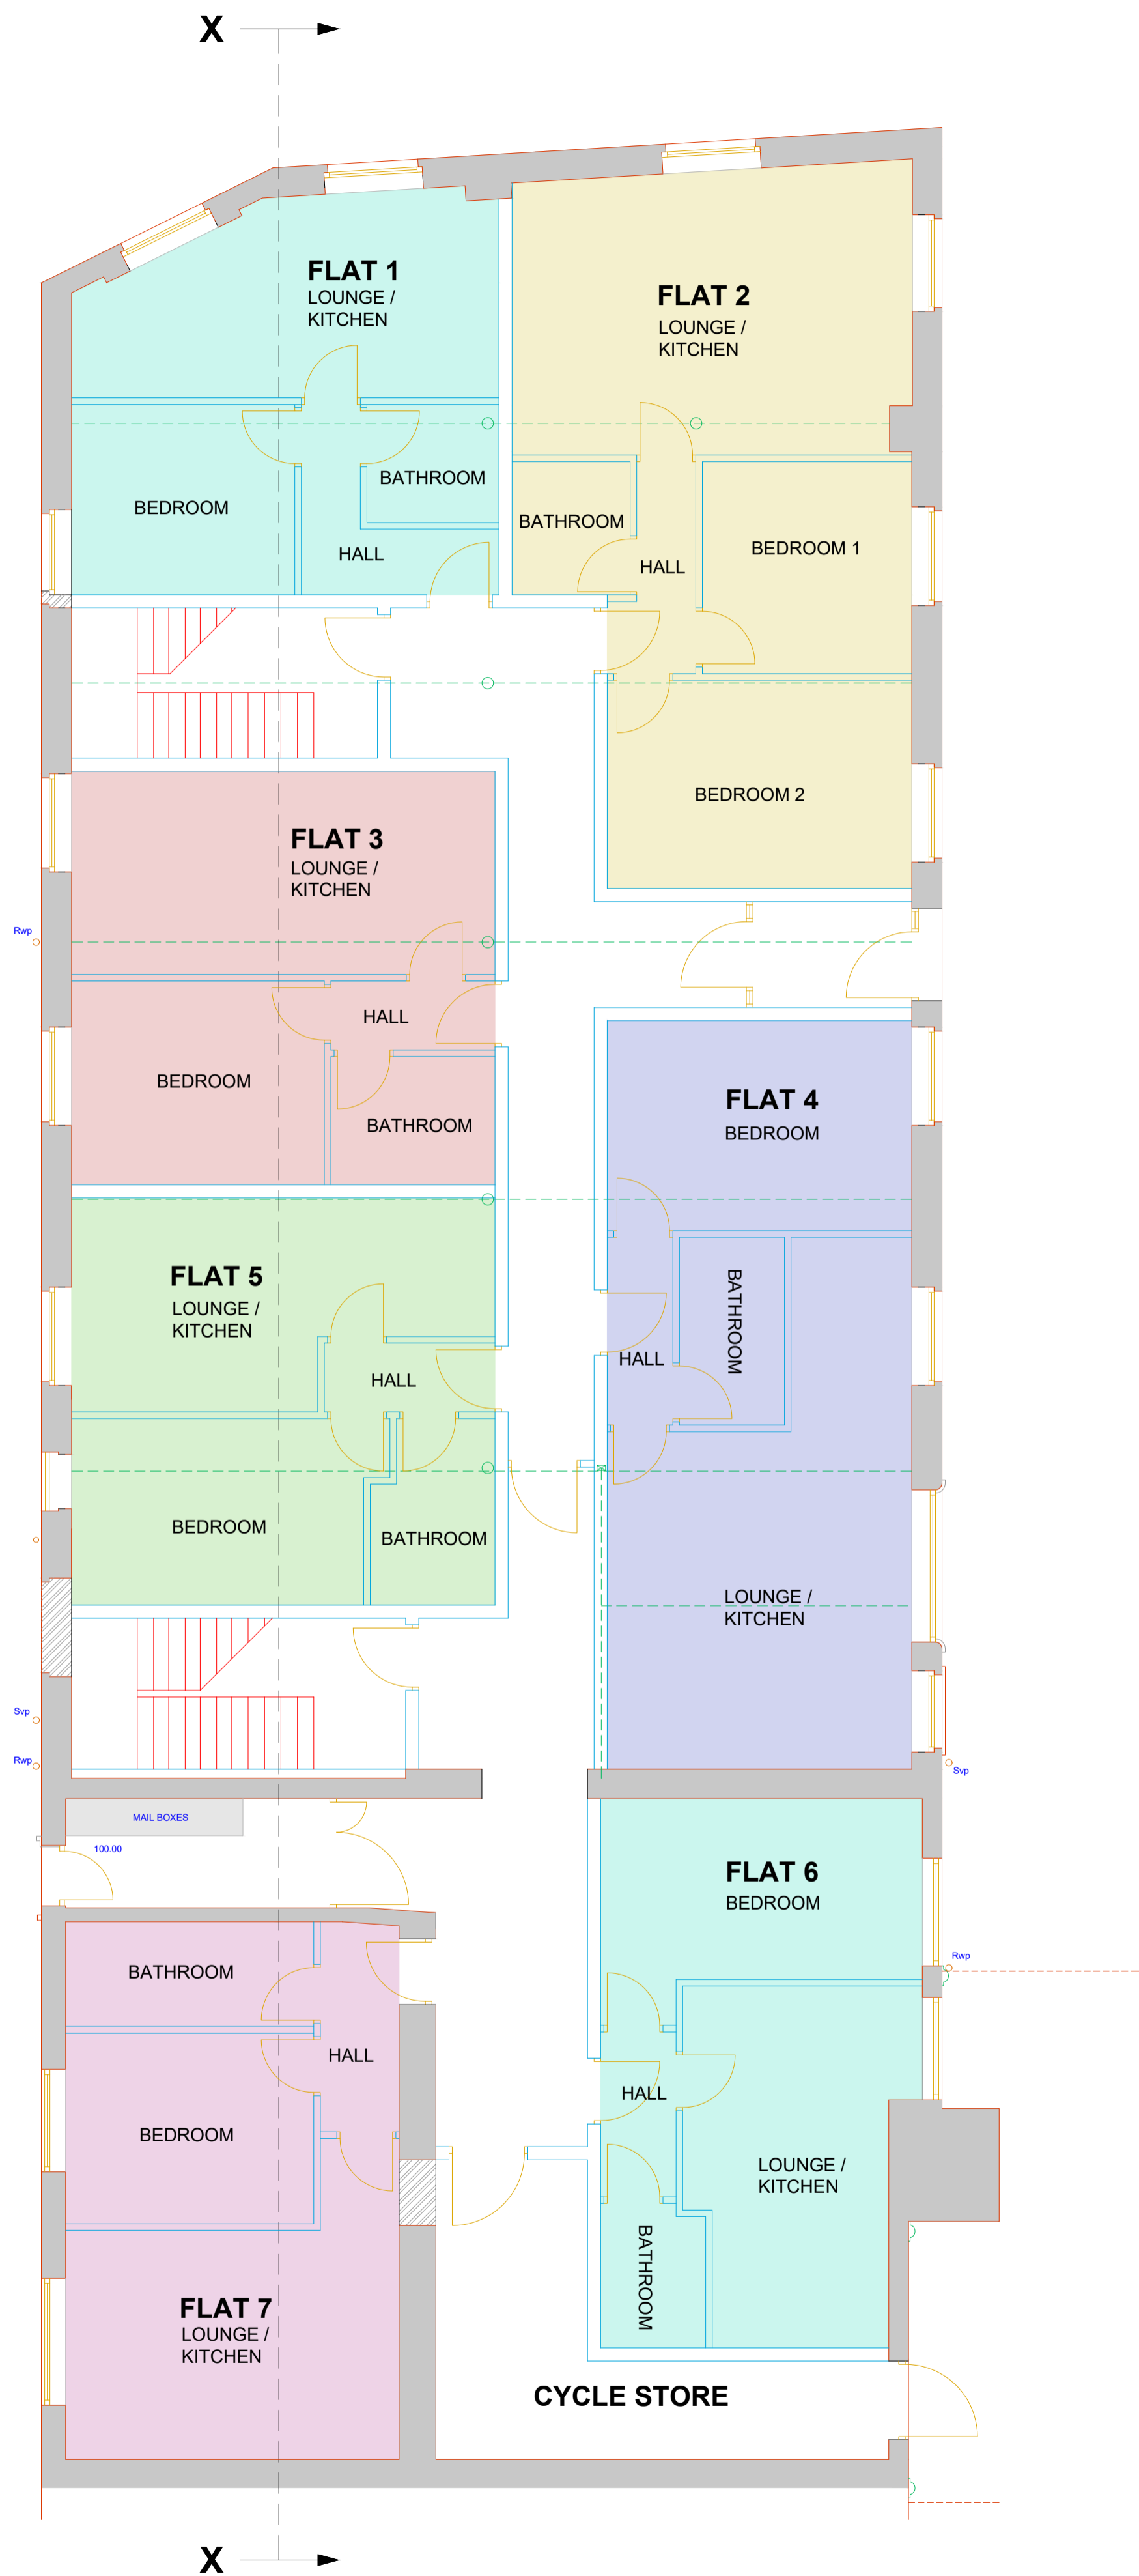 X
FLAT 1
LOUNGE /
KITCHEN
FLAT 2
LOUNGE /
KITCHEN
BEDROOM
BATHROOM
HALL
BATHROOM
HALL
BEDROOM 1
BEDROOM 2
FLAT 3
LOUNGE /
KITCHEN
Rwp
HALL
BEDROOM
BATHROOM
FLAT 4
BEDROOM
FLAT 5
LOUNGE /
KITCHEN
BATHROOM
HALL
HALL
BEDROOM
BATHROOM
LOUNGE /
KITCHEN
Svp
Rwp
Svp
MAIL BOXES
100.00
FLAT 6
BEDROOM
Rwp
BATHROOM
HALL
HALL
BEDROOM
LOUNGE /
KITCHEN
BATHROOM
FLAT 7
LOUNGE /
KITCHEN
CYCLE STORE
X